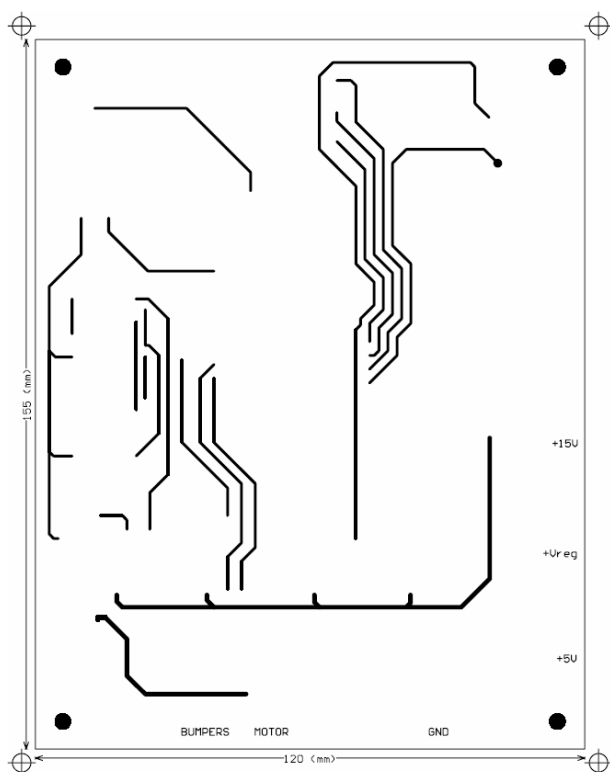 155 (mm)
+15V
+Vreg
+5V
BUMPERS MOTOR GND
120 (mm)